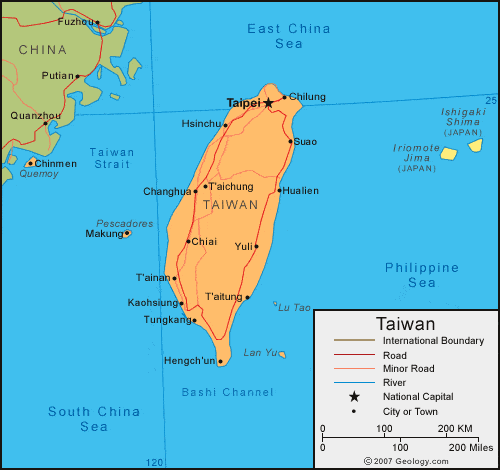 Fuzhou
East China
Sea
CHINA
Putian
Taipei
Chilung
25
Quanzhou
Hsinchu
Ishigaki
Shima
(JAPAN)
Suao
Taiwan
Strait
Iriomote
Jima
(JAPAN)
Chinmen
Quemoy
T'aichung
Changhua
Hualien
TAIWAN
Pescadores
Makung
Chiai
Yuli
Philippine
Sea
T'ainan
T'aitung
Kaohsiung
Lu Tao
Tungkang
Lan Yu
Hengch'un
Bashi Channel
South China
Sea
120
Taiwan
International Boundary
Road
Minor Road
River
National Capital
City or Town
0 100 200 KM
0 100 200 Miles
© 2007 Geology.com